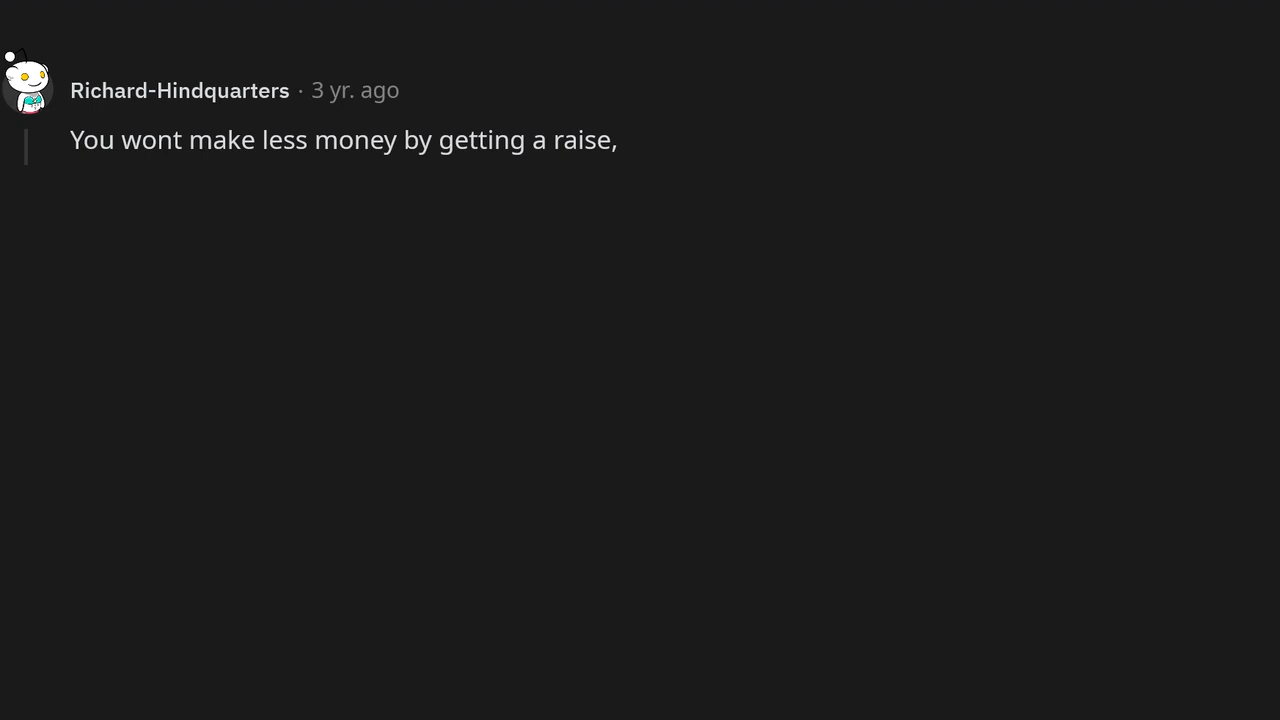 Richard-Hindquarters · 3 yr. ago
You wont make less money by getting a raise,